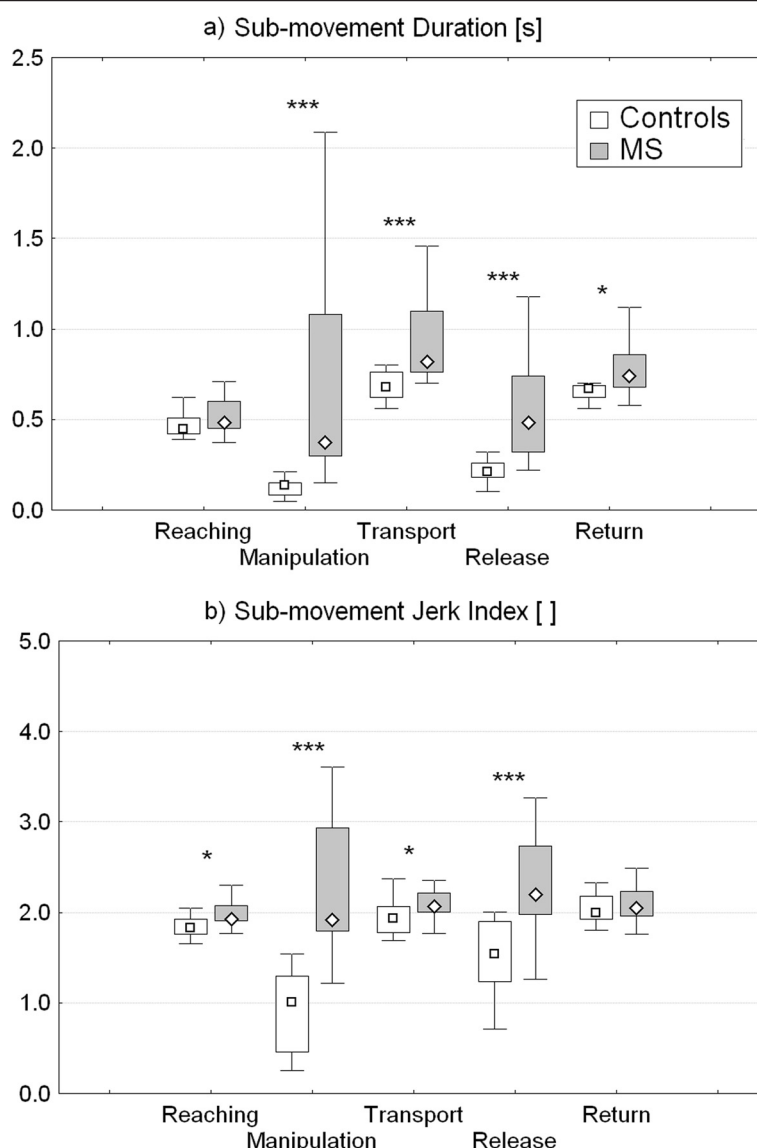 a) Sub-movement Duration [s]
2.5
***
Controls
MS
2.0
***
1.5
***
*
1.0
0.5
0.0
Reaching Transport Return
Manipulation Release
b) Sub-movement Jerk Index [ ]
5.0
4.0
***
***
3.0
*
*
2.0
1.0
0.0
Reaching Transport Return
Manipulation Release